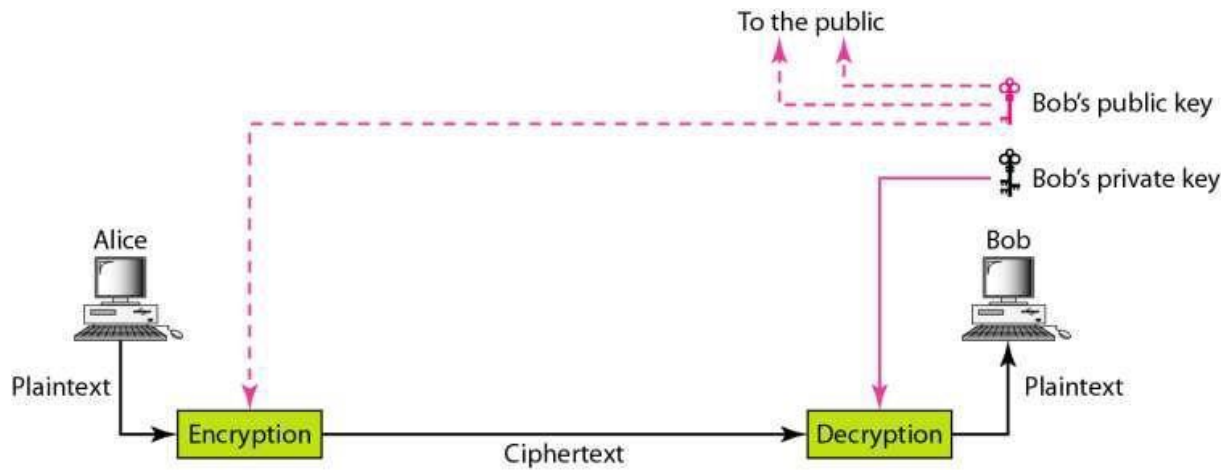 To the public
Bob's public key
Bob's private key
Alice
Bob
Plaintext
Plaintext
Encryption
Decryption
Ciphertext